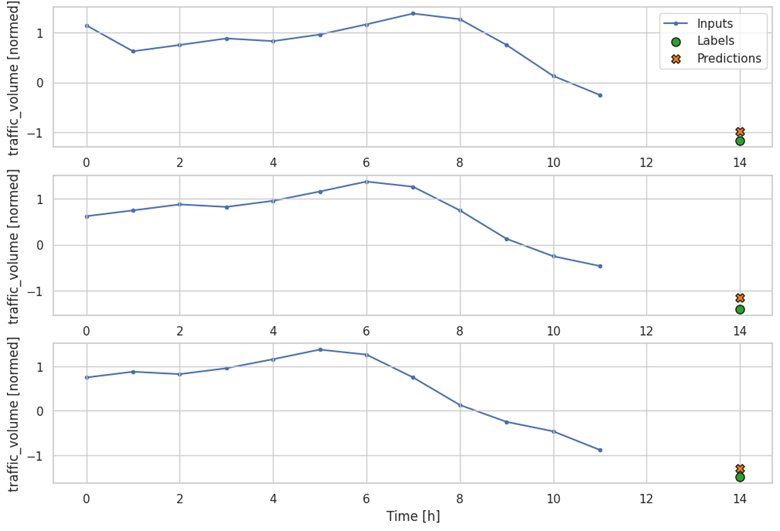 traffic_volume [normed]
1
0
−1
Inputs
Labels
Predictions
0 2 4 6 8 10 12 14
traffic_volume [normed]
1
0
−1
0 2 4 6 8 10 12 14
traffic_volume [normed]
1
0
−1
0 2 4 6 8 10 12 14
Time [h]